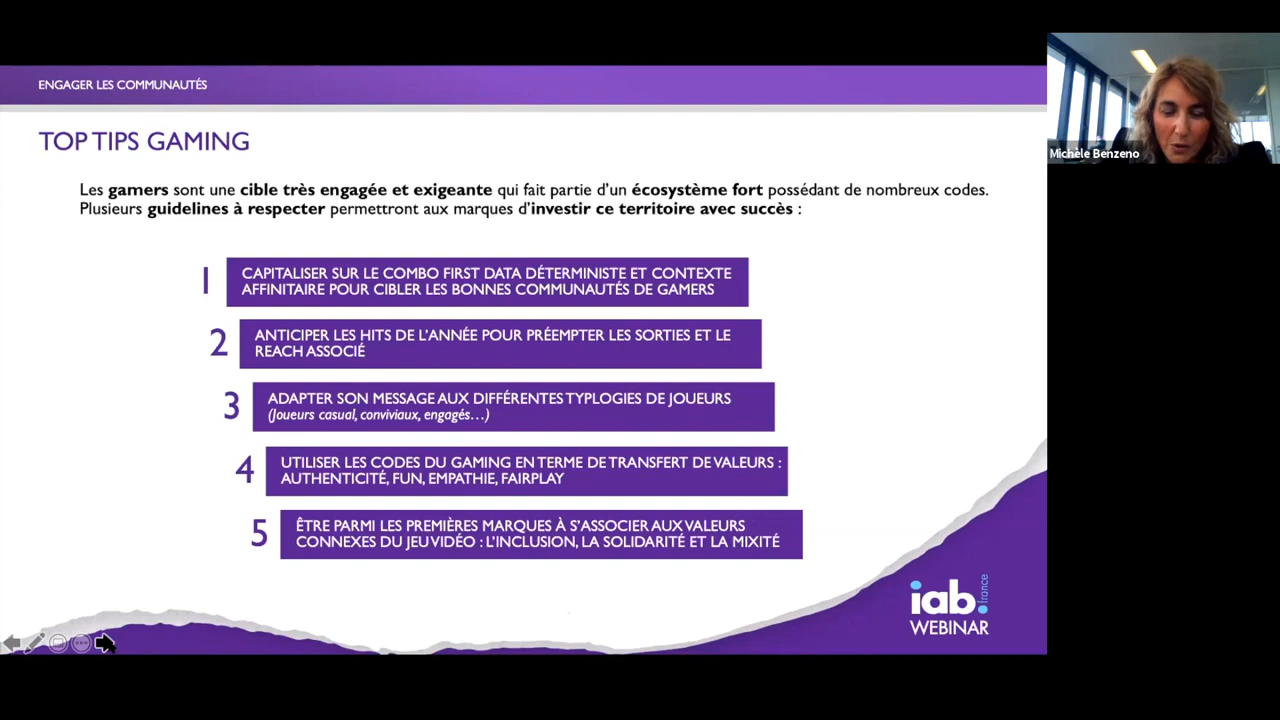 ENGAGER LES COMMUNAUTÉS
TOP TIPS GAMING
Les gamers sont une cible très engagée et exigeante qui fait partie d'un écosystème fort possédant de nombreux codes.
Plusieurs guidelines à respecter permettront aux marques d'investir ce territoire avec succès :
1
CAPITALISER SUR LE COMBO FIRST DATA DÉTERMINISTE ET CONTEXTE
AFFINITAIRE POUR CIBLER LES BONNES COMMUNAUTÉS DE GAMERS
2
ANTICIPER LES HITS DE L'ANNÉE POUR PRÉEMPTER LES SORTIES ET LE
REACH ASSOCIÉ
3
ADAPTER SON MESSAGE AUX DIFFÉRENTES TYPLOGIES DE JOUEURS
(Joueurs casual, conviviaux, engagés…)
4
UTILISER LES CODES DU GAMING EN TERME DE TRANSFERT DE VALEURS :
AUTHENTICITÉ, FUN, EMPATHIE, FAIRPLAY
5
ÊTRE PARMI LES PREMIÈRES MARQUES À S'ASSOCIER AUX VALEURS
CONNEXES DU JEU VIDÉO : L'INCLUSION, LA SOLIDARITÉ ET LA MIXITÉ
iab.
france
WEBINAR
Michèle Benzeno